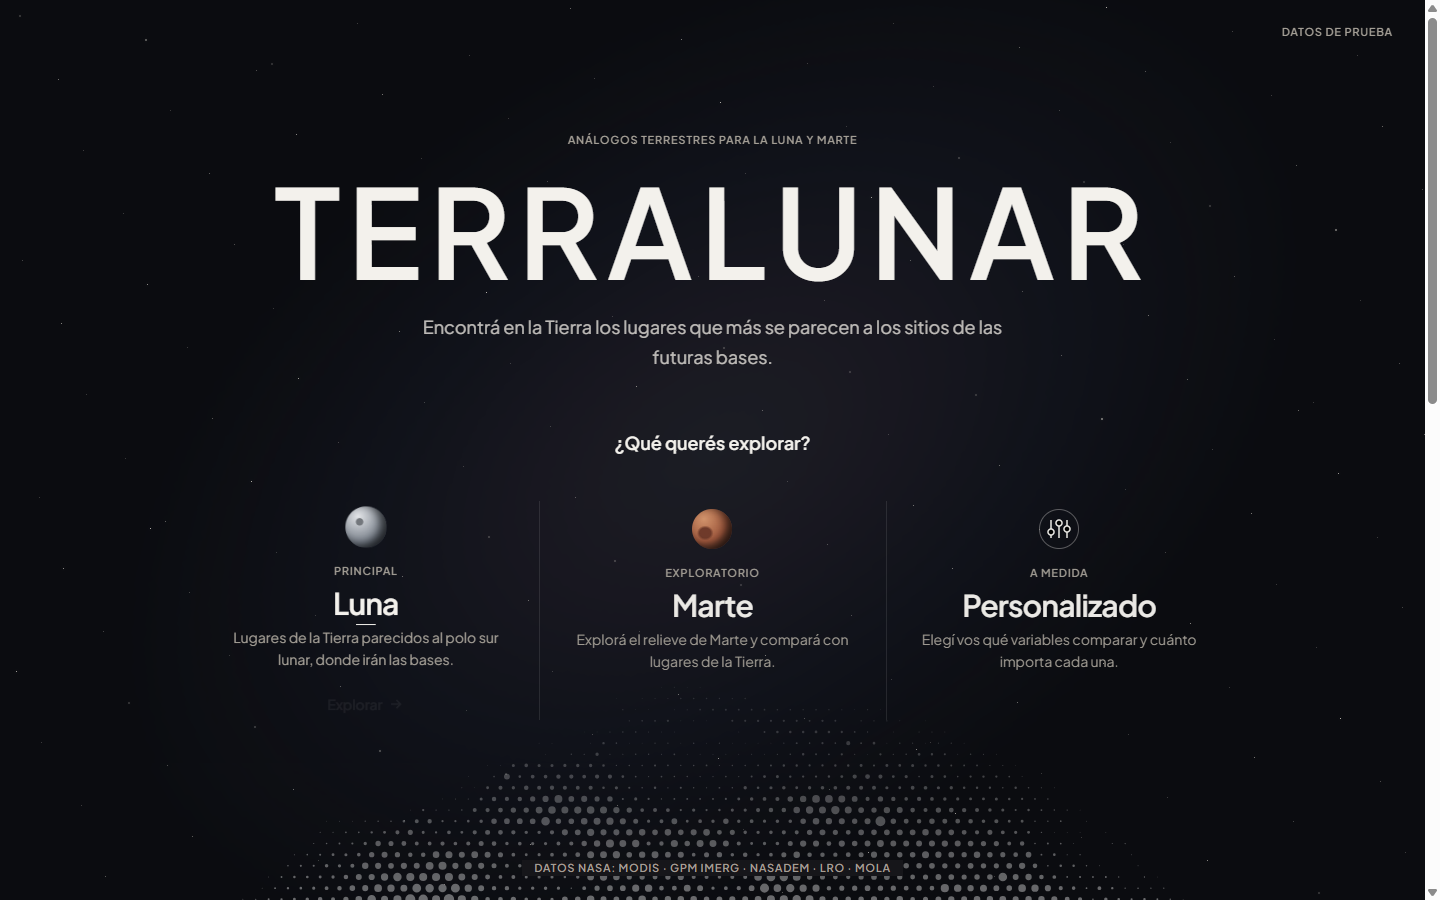 DATOS DE PRUEBA
ANÁLOGOS TERRESTRES PARA LA LUNA Y MARTE
TERRALUNAR
Encontrá en la Tierra los lugares que más se parecen a los sitios de las
futuras bases.
¿Qué querés explorar?
PRINCIPAL
Luna
Lugares de la Tierra parecidos al polo sur
lunar, donde irán las bases.
Explorar →
EXPLORATORIO
Marte
Explorá el relieve de Marte y compará con
lugares de la Tierra.
A MEDIDA
Personalizado
Elegí vos qué variables comparar y cuánto
importa cada una.
DATOS NASA: MODIS · GPM IMERG · NASADEM · LRO · MOLA